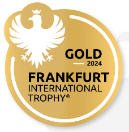 GOLD
2024
FRANKFURT
INTERNATIONAL
TROPHY®